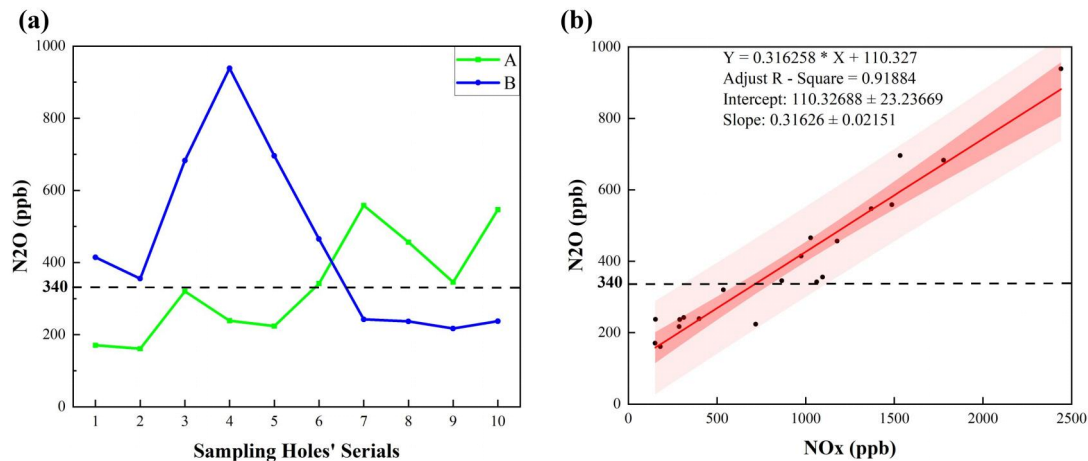 (a)
1000
800
600
400
340
200
0
N2O (ppb)
A
B
1 2 3 4 5 6 7 8 9 10
Sampling Holes' Serials
(b)
1000
800
600
400
340
200
0
N2O (ppb)
Y = 0.316258 * X + 110.327
Adjust R - Square = 0.91884
Intercept: 110.32688 ± 23.23669
Slope: 0.31626 ± 0.02151
0 500 1000 1500 2000 2500
NOx (ppb)